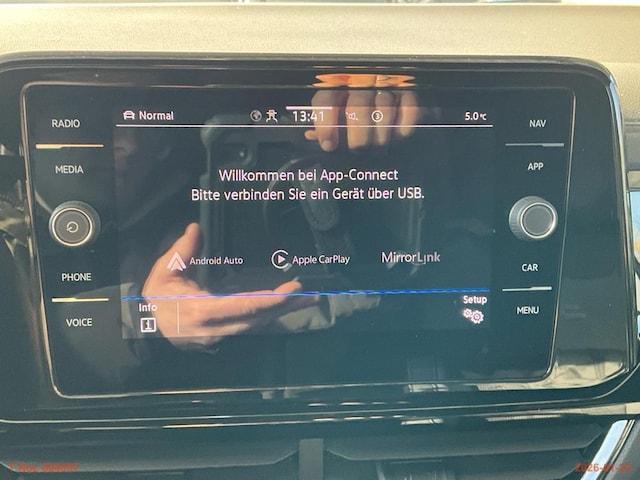 RADIO
MEDIA
PHONE
VOICE
Normal
13:41
3
5.0°C
Willkommen bei App-Connect
Bitte verbinden Sie ein Gerät über USB.
Android Auto
Apple CarPlay
MirrorLink
Info
Setup
NAV
APP
CAR
MENU